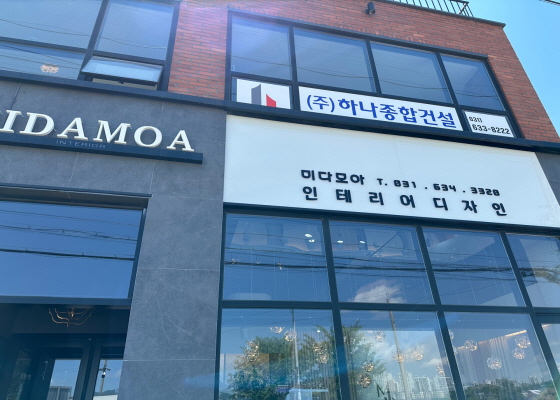 (주)하나종합건설
031)
633-8222
IDAMOA
INTERIOR
미다모아 T. 031 . 634 . 3328
인테리어디자인